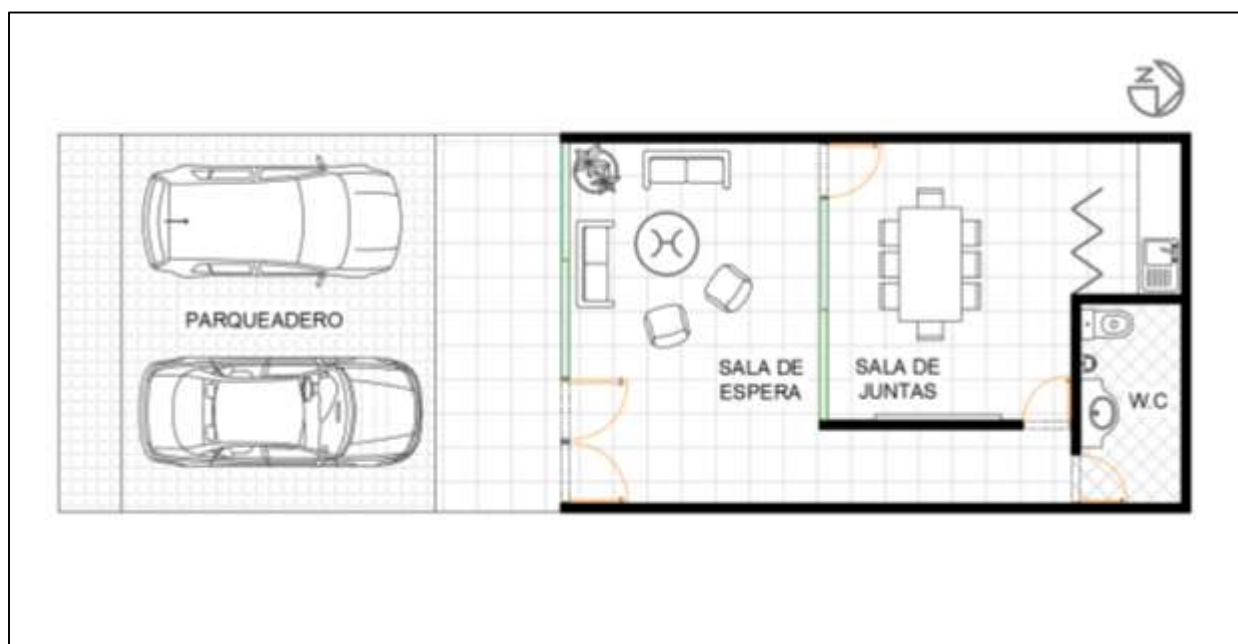 N
PARQUEADERO
SALA DE
ESPERA
SALA DE
JUNTAS
W.C